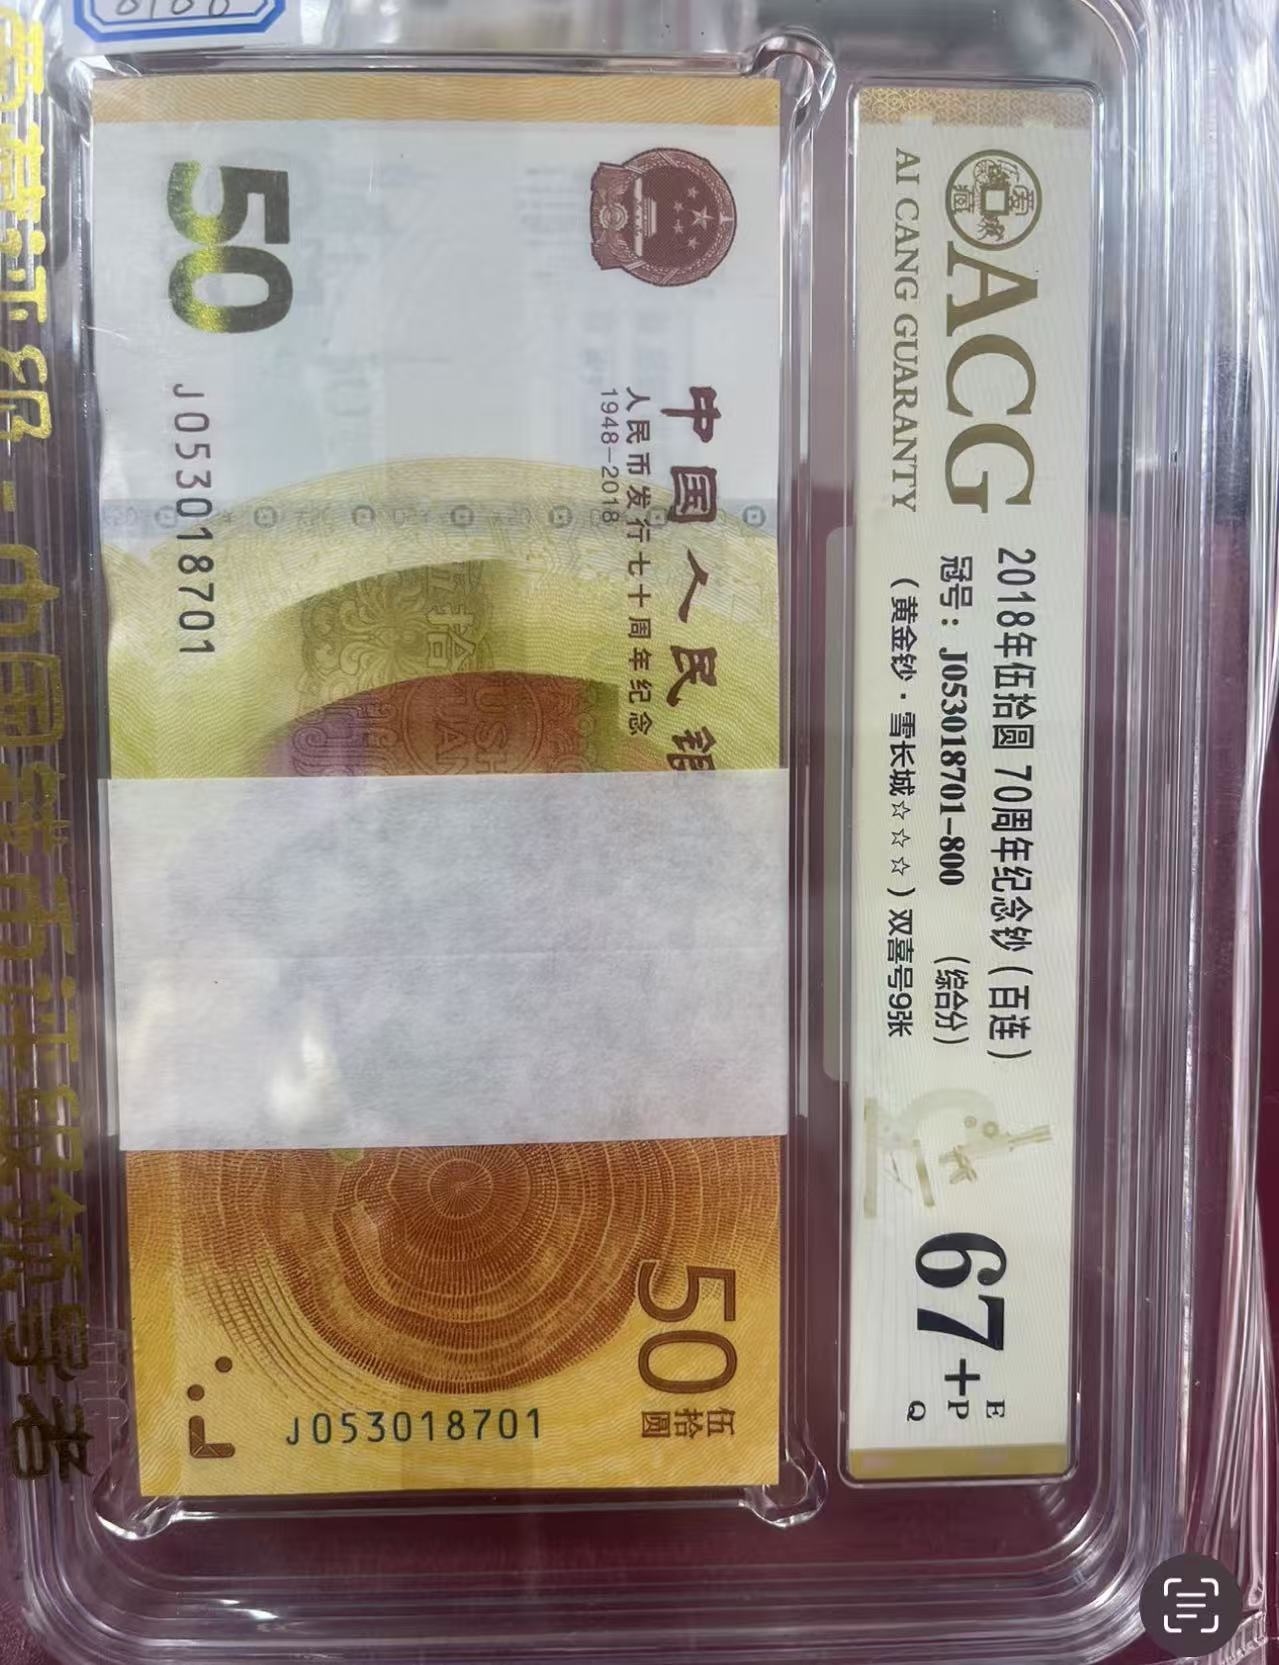 ACG
AI CANG GUARANTY
2018年伍拾圆 70周年纪念钞（百连）
冠号：J053018701-800 （综合分）
（黄金钞·雪长城☆☆☆）双喜号9张
67+
E
P
Q
中国人民银
人民币发行七十周年纪念
1948-2018
50
J053018701
50
伍拾圆
J053018701